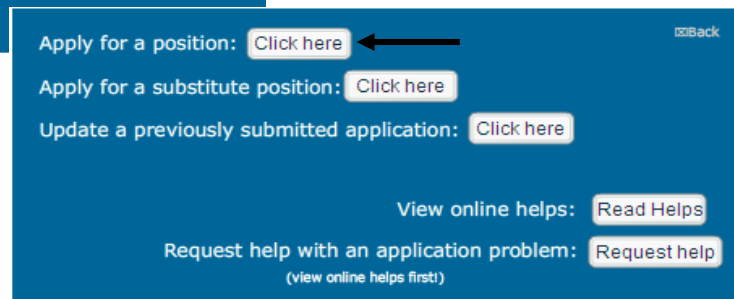 Back
Apply for a position: Click here
Apply for a substitute position: Click here
Update a previously submitted application: Click here
View online helps: Read Helps
Request help with an application problem: Request help
(view online helps first!)